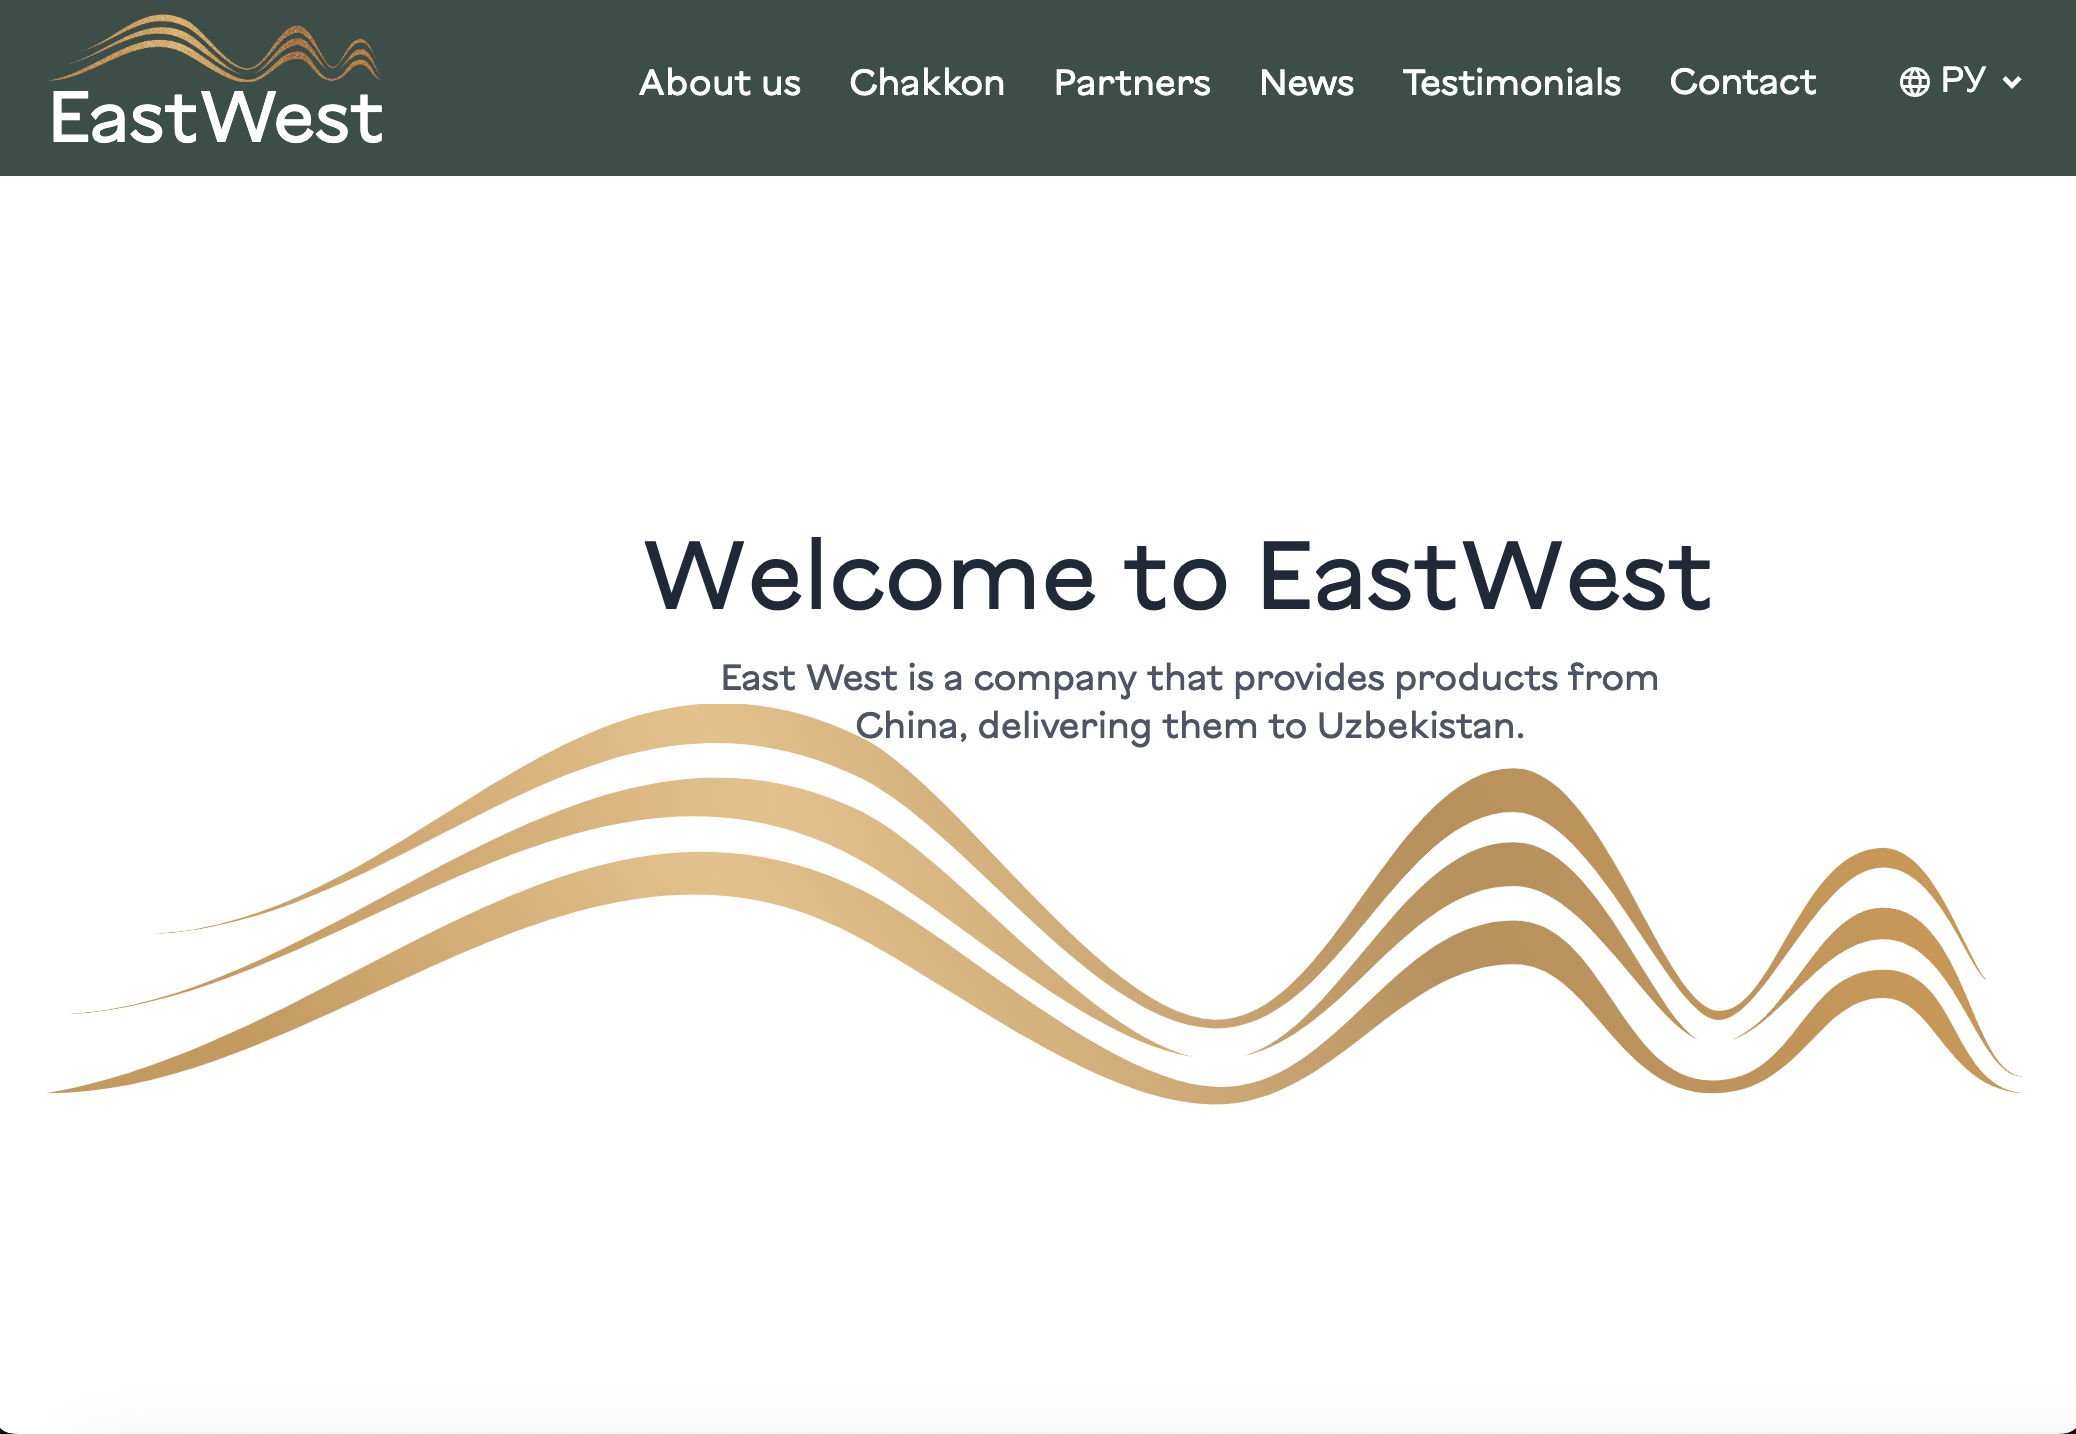 EastWest
About us Chakkon Partners News Testimonials Contact РУ
Welcome to EastWest
East West is a company that provides products from
China, delivering them to Uzbekistan.